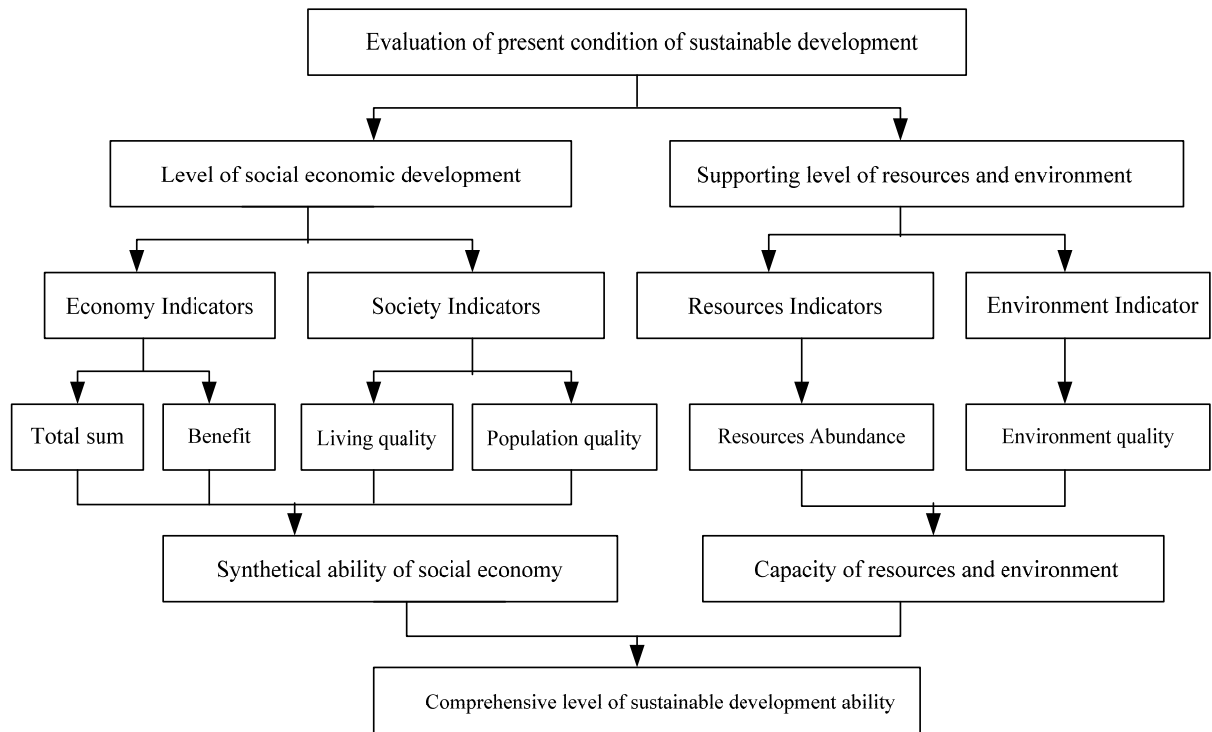 Evaluation of present condition of sustainable development
Level of social economic development
Supporting level of resources and environment
Economy Indicators
Society Indicators
Resources Indicators
Environment Indicator
Total sum
Benefit
Living quality
Population quality
Resources Abundance
Environment quality
Synthetical ability of social economy
Capacity of resources and environment
Comprehensive level of sustainable development ability